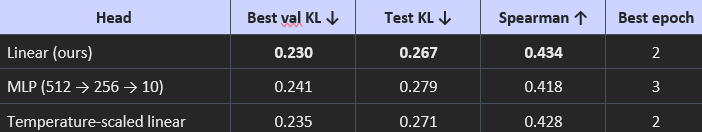 Head Best val KL ↓ Test KL ↓ Spearman ↑ Best epoch
Linear (ours) 0.230 0.267 0.434 2
MLP (512 → 256 → 10) 0.241 0.279 0.418 3
Temperature-scaled linear 0.235 0.271 0.428 2